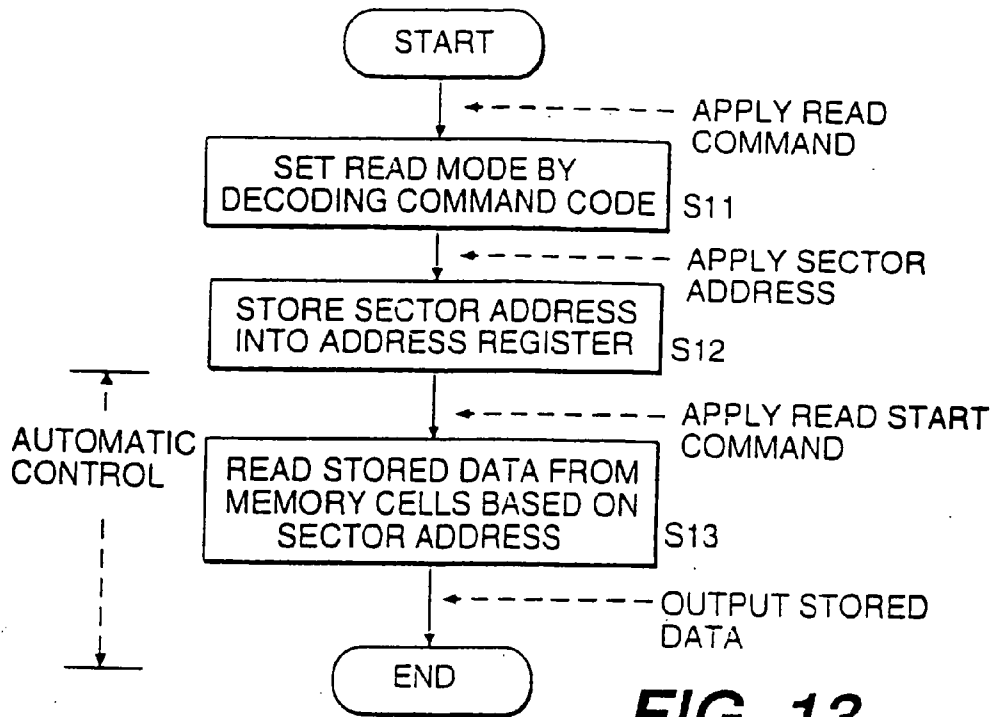 START
APPLY READ
COMMAND
SET READ MODE BY
DECODING COMMAND CODE
S11
APPLY SECTOR
ADDRESS
STORE SECTOR ADDRESS
INTO ADDRESS REGISTER
S12
APPLY READ START
COMMAND
AUTOMATIC
CONTROL
READ STORED DATA FROM
MEMORY CELLS BASED ON
SECTOR ADDRESS
S13
OUTPUT STORED
DATA
END
FIG.